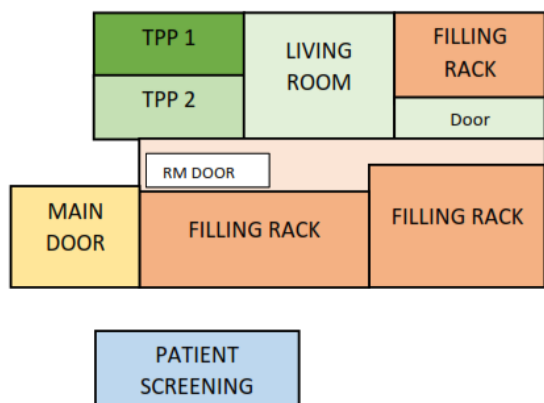 TPP 1
LIVING
ROOM
FILLING
RACK
TPP 2
Door
RM DOOR
MAIN
DOOR
FILLING RACK
FILLING RACK
PATIENT
SCREENING